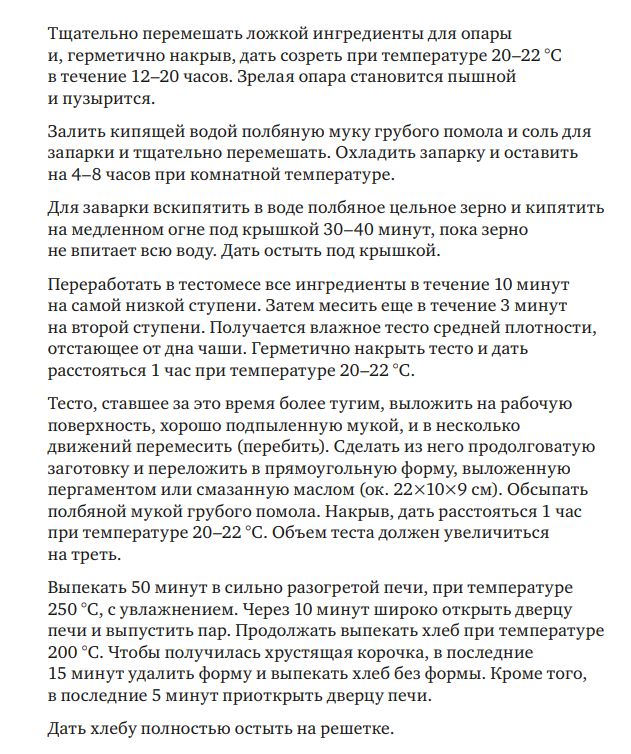 Тщательно перемешать ложкой ингредиенты для опары
и, герметично накрыв, дать созреть при температуре 20–22 °C
в течение 12–20 часов. Зрелая опара становится пышной
и пузырится.
Залить кипящей водой полбяную муку грубого помола и соль для
запарки и тщательно перемешать. Охладить запарку и оставить
на 4–8 часов при комнатной температуре.
Для заварки вскипятить в воде полбяное цельное зерно и кипятить
на медленном огне под крышкой 30–40 минут, пока зерно
не впитает всю воду. Дать остыть под крышкой.
Переработать в тестомесе все ингредиенты в течение 10 минут
на самой низкой ступени. Затем месить еще в течение 3 минут
на второй ступени. Получается влажное тесто средней плотности,
отстающее от дна чаши. Герметично накрыть тесто и дать
расстояться 1 час при температуре 20–22 °C.
Тесто, ставшее за это время более тугим, выложить на рабочую
поверхность, хорошо подпыленную мукой, и в несколько
движений перемесить (перебить). Сделать из него продолговатую
заготовку и переложить в прямоугольную форму, выложенную
пергаментом или смазанную маслом (ок. 22×10×9 см). Обсыпать
полбяной мукой грубого помола. Накрыв, дать расстояться 1 час
при температуре 20–22 °C. Объем теста должен увеличиться
на треть.
Выпекать 50 минут в сильно разогретой печи, при температуре
250 °C, с увлажнением. Через 10 минут широко открыть дверцу
печи и выпустить пар. Продолжать выпекать хлеб при температуре
200 °C. Чтобы получилась хрустящая корочка, в последние
15 минут удалить форму и выпекать хлеб без формы. Кроме того,
в последние 5 минут приоткрыть дверцу печи.
Дать хлебу полностью остыть на решетке.